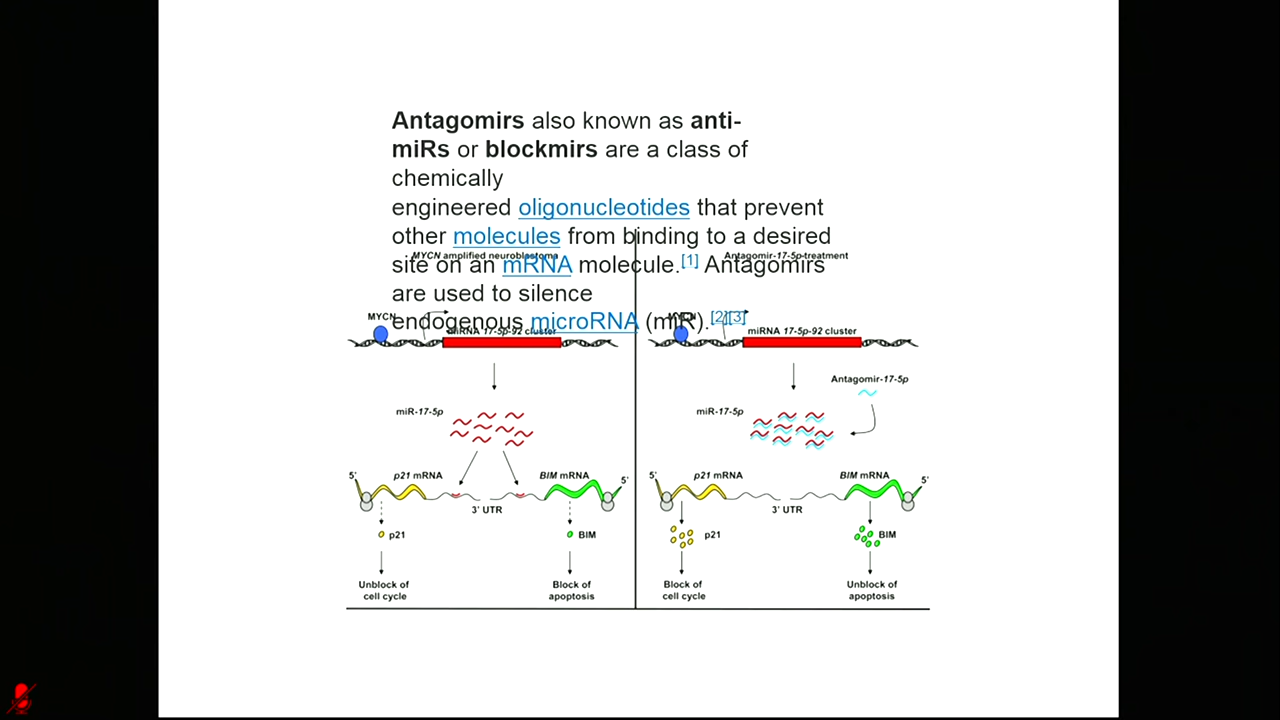 Antagomirs also known as anti-
miRs or blockmirs are a class of
chemically
engineered oligonucleotides that prevent
other molecules from binding to a desired
site on an mRNA molecule.[1] Antagomirs
are used to silence
endogenous microRNA (miR).[2][3]
MYCN amplified neuroblastoma
MYCN
miRNA 17-5p-92 cluster
miR-17-5p
5'
p21 mRNA
BIM mRNA
5'
3' UTR
p21
BIM
Unblock of
cell cycle
Block of
apoptosis
Antagomir-17-5p-treatment
MYCN
miRNA 17-5p-92 cluster
Antagomir-17-5p
miR-17-5p
5'
p21 mRNA
BIM mRNA
5'
3' UTR
p21
BIM
Block of
cell cycle
Unblock of
apoptosis